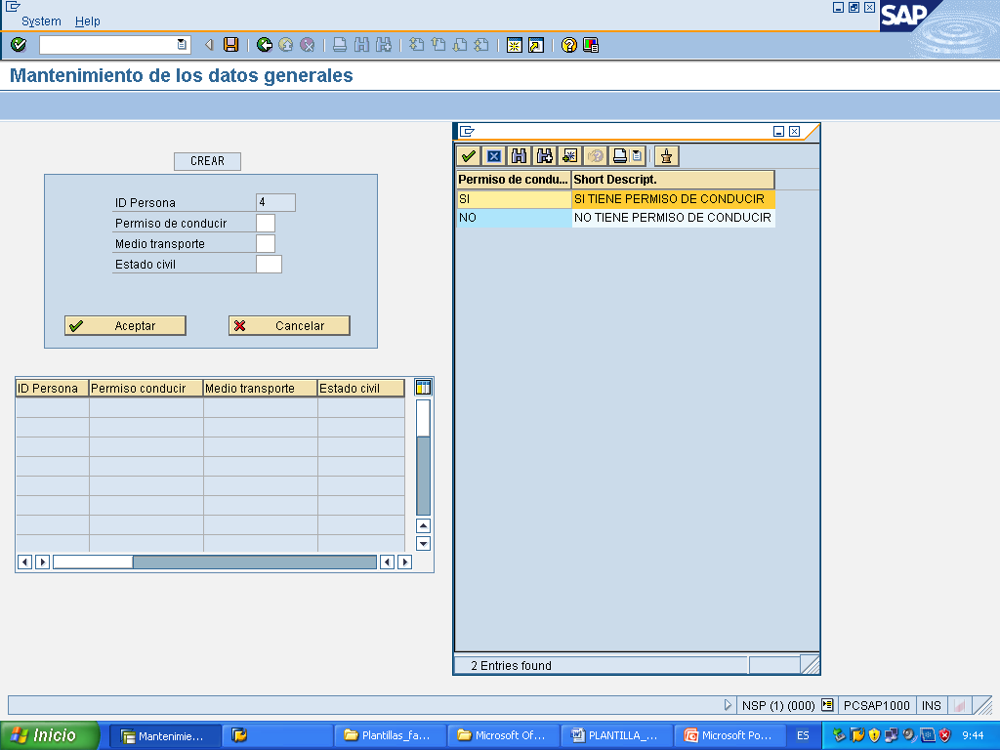 System Help
SAP
Mantenimiento de los datos generales
CREAR
ID Persona 4
Permiso de conducir
Medio transporte
Estado civil
Aceptar Cancelar
ID Persona Permiso conducir Medio transporte Estado civil
Permiso de condu... Short Descript.
SI SI TIENE PERMISO DE CONDUCIR
NO NO TIENE PERMISO DE CONDUCIR
2 Entries found
NSP (1) (000) PCSAP1000 INS
Inicio Mantenimie... Plantillas_fa... Microsoft Of... PLANTILLA_... Microsoft Po... ES 9:44